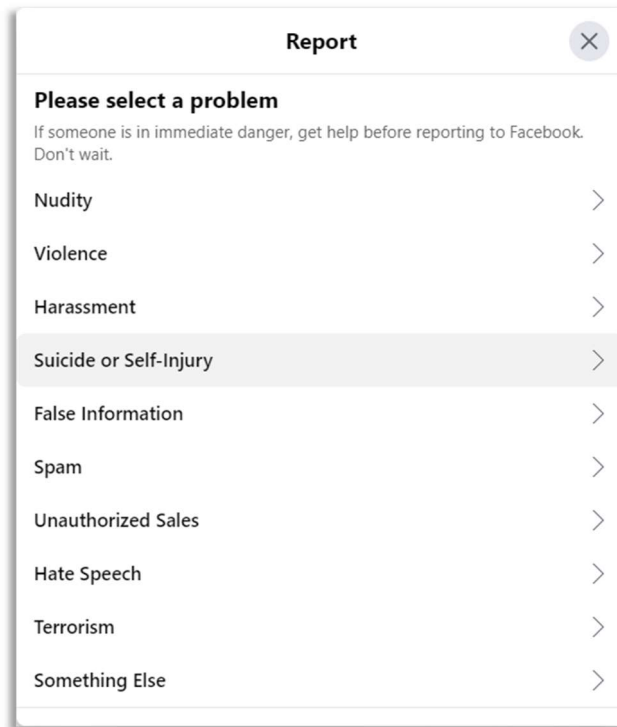 Report
Please select a problem
If someone is in immediate danger, get help before reporting to Facebook.
Don't wait.
Nudity
Violence
Harassment
Suicide or Self-Injury
False Information
Spam
Unauthorized Sales
Hate Speech
Terrorism
Something Else